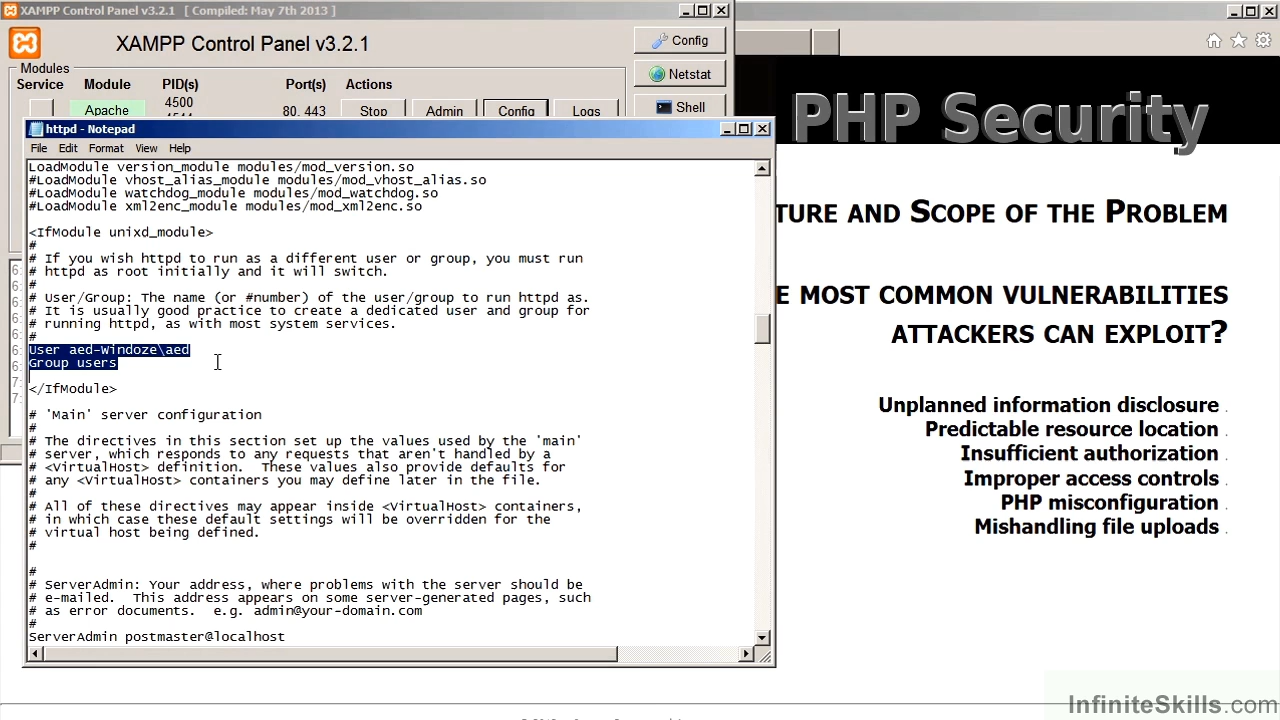 XAMPP Control Panel v3.2.1 [ Compiled: May 7th 2013 ]
XAMPP Control Panel v3.2.1
Config
Modules
Service Module PID(s) Port(s) Actions
Netstat
Apache 4500 80, 443 Stop Admin Config Logs
Shell
httpd - Notepad
File Edit Format View Help
LoadModule version_module modules/mod_version.so
#LoadModule vhost_alias_module modules/mod_vhost_alias.so
#LoadModule watchdog_module modules/mod_watchdog.so
#LoadModule xml2enc_module modules/mod_xml2enc.so
<IfModule unixd_module>
#
# If you wish httpd to run as a different user or group, you must run
# httpd as root initially and it will switch.
#
# User/Group: The name (or #number) of the user/group to run httpd as.
# It is usually good practice to create a dedicated user and group for
# running httpd, as with most system services.
#
User aed-Windoze\aed
Group users
</IfModule>
# 'Main' server configuration
#
# The directives in this section set up the values used by the 'main'
# server, which responds to any requests that aren't handled by a
# <VirtualHost> definition.  These values also provide defaults for
# any <VirtualHost> containers you may define later in the file.
#
# All of these directives may appear inside <VirtualHost> containers,
# in which case these default settings will be overridden for the
# virtual host being defined.
#
#
# ServerAdmin: Your address, where problems with the server should be
# e-mailed.  This address appears on some server-generated pages, such
# as error documents.  e.g. admin@your-domain.com
#
ServerAdmin postmaster@localhost
PHP Security
TURE AND SCOPE OF THE PROBLEM
E MOST COMMON VULNERABILITIES
ATTACKERS CAN EXPLOIT?
Unplanned information disclosure .
Predictable resource location .
Insufficient authorization .
Improper access controls .
PHP misconfiguration .
Mishandling file uploads .
InfiniteSkills.com